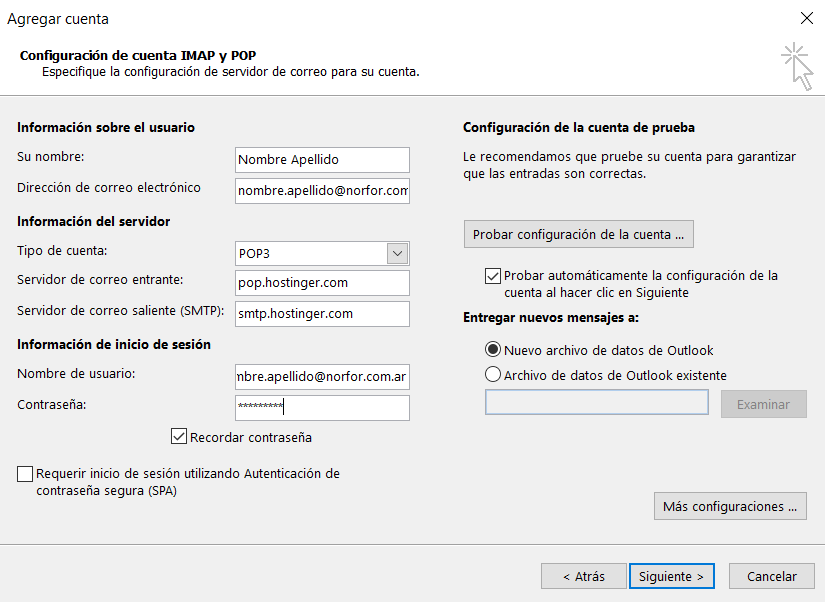 Agregar cuenta
Configuración de cuenta IMAP y POP
Especifique la configuración de servidor de correo para su cuenta.
Información sobre el usuario
Su nombre:
Nombre Apellido
Dirección de correo electrónico
nombre.apellido@norfor.com
Información del servidor
Tipo de cuenta:
POP3
Servidor de correo entrante:
pop.hostinger.com
Servidor de correo saliente (SMTP):
smtp.hostinger.com
Información de inicio de sesión
Nombre de usuario:
mbre.apellido@norfor.com.ar
Contraseña:
*********
Recordar contraseña
Requerir inicio de sesión utilizando Autenticación de
contraseña segura (SPA)
Configuración de la cuenta de prueba
Le recomendamos que pruebe su cuenta para garantizar
que las entradas son correctas.
Probar configuración de la cuenta ...
Probar automáticamente la configuración de la
cuenta al hacer clic en Siguiente
Entregar nuevos mensajes a:
Nuevo archivo de datos de Outlook
Archivo de datos de Outlook existente
Examinar
Más configuraciones ...
< Atrás
Siguiente >
Cancelar